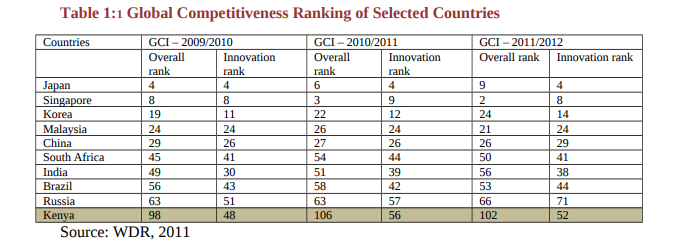 Table 1:1 Global Competitiveness Ranking of Selected Countries
Countries GCI – 2009/2010 GCI – 2010/2011 GCI – 2011/2012
Overall rank Innovation rank Overall rank Innovation rank Overall rank Innovation rank
Japan 4 4 6 4 9 4
Singapore 8 8 3 9 2 8
Korea 19 11 22 12 24 14
Malaysia 24 24 26 24 21 24
China 29 26 27 26 26 29
South Africa 45 41 54 44 50 41
India 49 30 51 39 56 38
Brazil 56 43 58 42 53 44
Russia 63 51 63 57 66 71
Kenya 98 48 106 56 102 52
Source: WDR, 2011